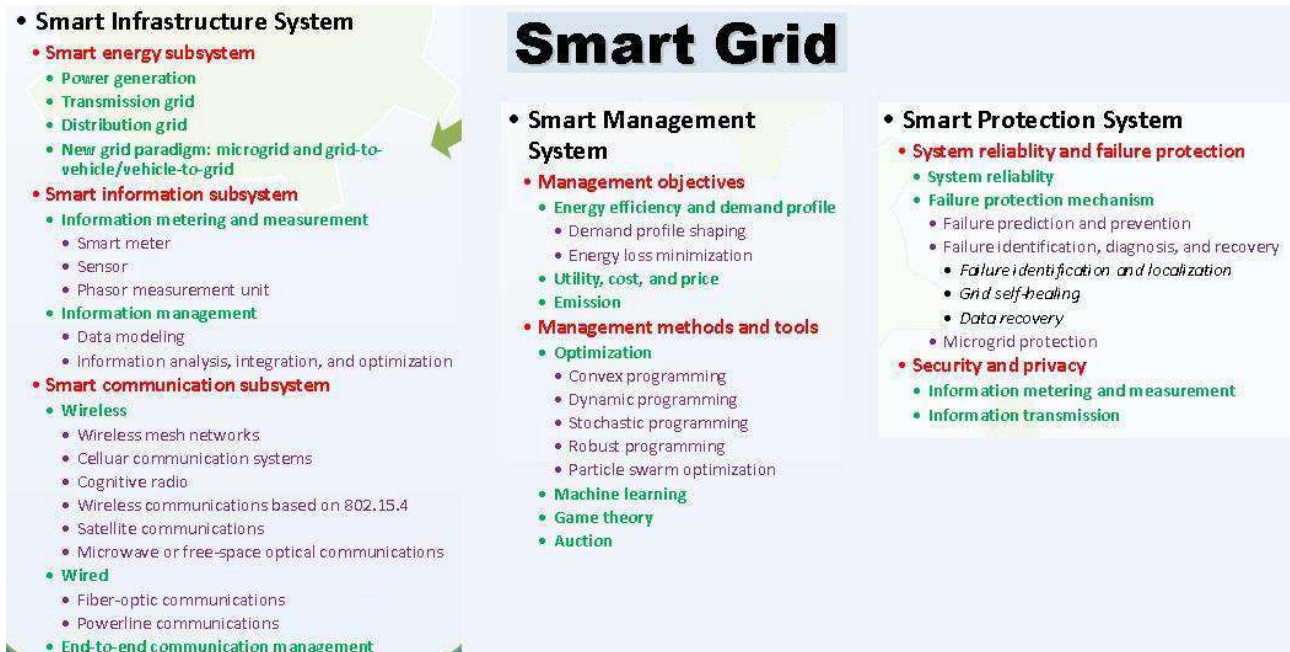 Smart Grid
• Smart Infrastructure System
• Smart energy subsystem
• Power generation
• Transmission grid
• Distribution grid
• New grid paradigm: microgrid and grid-to-
vehicle/vehicle-to-grid
• Smart information subsystem
• Information metering and measurement
• Smart meter
• Sensor
• Phasor measurement unit
• Information management
• Data modeling
• Information analysis, integration, and optimization
• Smart communication subsystem
• Wireless
• Wireless mesh networks
• Celluar communication systems
• Cognitive radio
• Wireless communications based on 802.15.4
• Satellite communications
• Microwave or free-space optical communications
• Wired
• Fiber-optic communications
• Powerline communications
• End-to-end communication management
• Smart Management
System
• Management objectives
• Energy efficiency and demand profile
• Demand profile shaping
• Energy loss minimization
• Utility, cost, and price
• Emission
• Management methods and tools
• Optimization
• Convex programming
• Dynamic programming
• Stochastic programming
• Robust programming
• Particle swarm optimization
• Machine learning
• Game theory
• Auction
• Smart Protection System
• System reliablity and failure protection
• System reliablity
• Failure protection mechanism
• Failure prediction and prevention
• Failure identification, diagnosis, and recovery
• Failure identification and localization
• Grid self-healing
• Data recovery
• Microgrid protection
• Security and privacy
• Information metering and measurement
• Information transmission